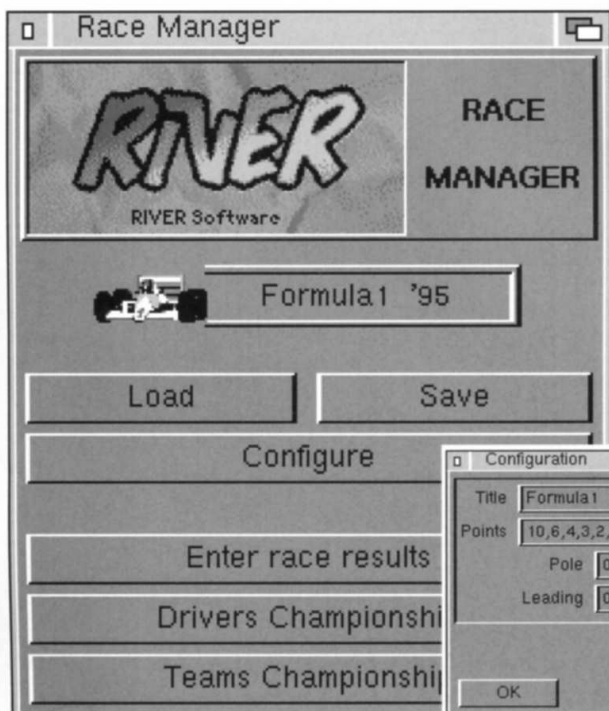 Race Manager
RIVER
RIVER Software
RACE
MANAGER
Formula1 '95
Load
Save
Configure
Enter race results
Drivers Championshi
Teams Championship
Configuration
Title Formula1
Points 10,6,4,3,2,
Pole 0
Leading 0
OK